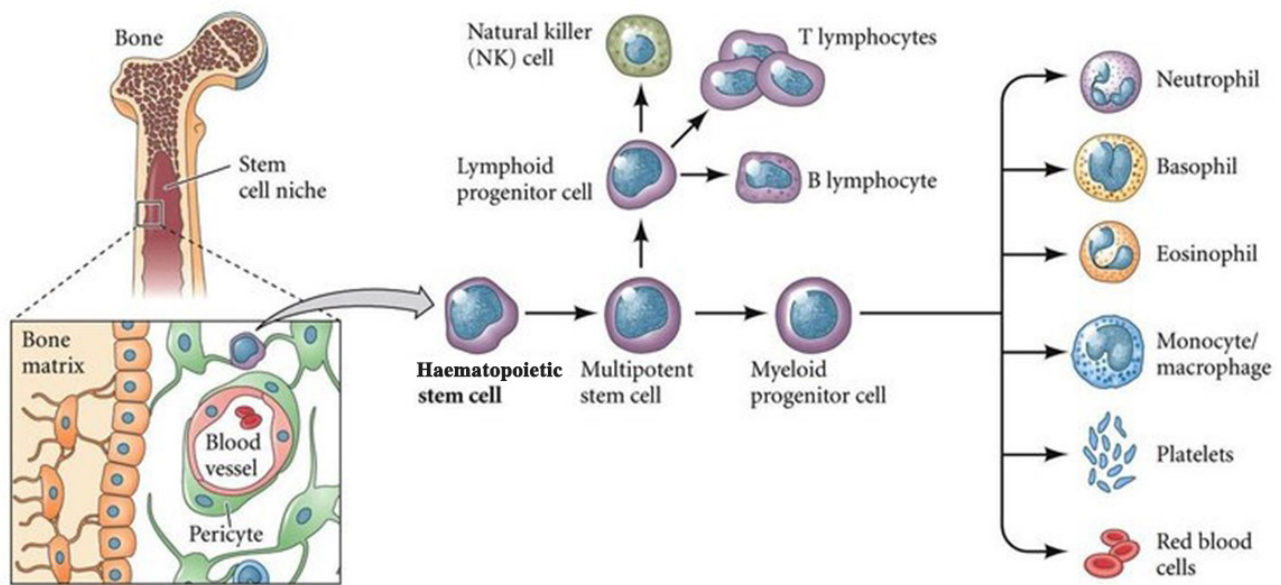 Bone
Stem
cell niche
Bone
matrix
Blood
vessel
Pericyte
Haematopoietic
stem cell
Multipotent
stem cell
Myeloid
progenitor cell
Lymphoid
progenitor cell
Natural killer
(NK) cell
T lymphocytes
B lymphocyte
Neutrophil
Basophil
Eosinophil
Monocyte/
macrophage
Platelets
Red blood
cells